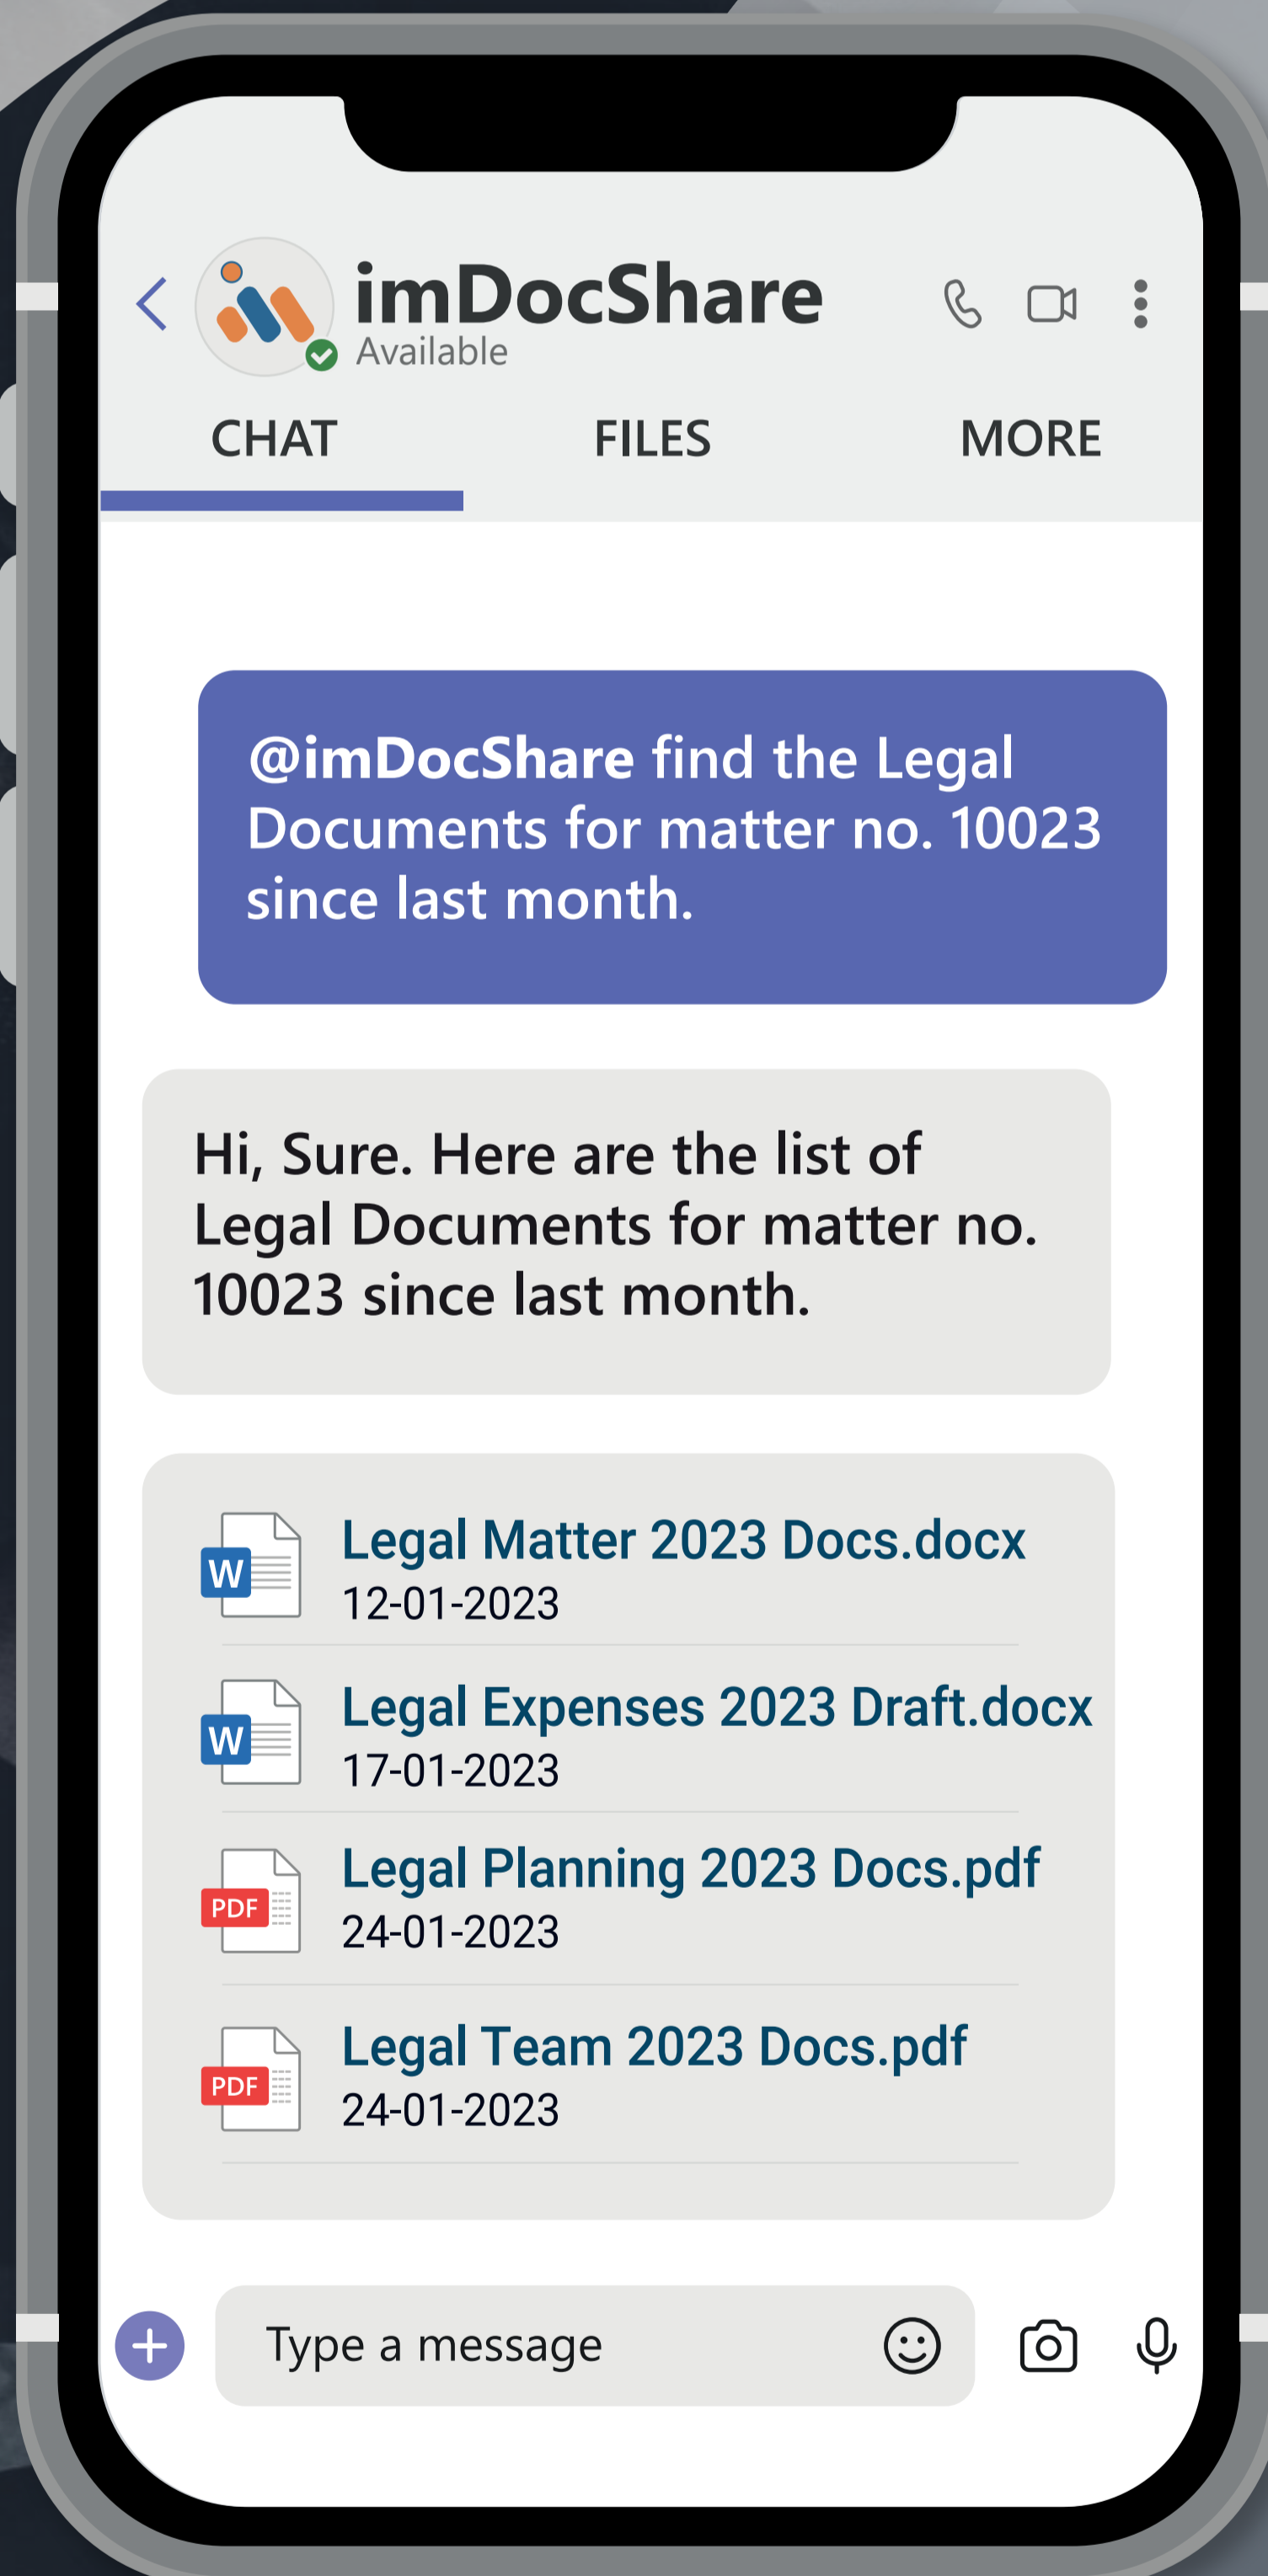 imDocShare
Available
CHAT FILES MORE
@imDocShare find the Legal
Documents for matter no. 10023
since last month.
Hi, Sure. Here are the list of
Legal Documents for matter no.
10023 since last month.
W
Legal Matter 2023 Docs.docx
12-01-2023
W
Legal Expenses 2023 Draft.docx
17-01-2023
PDF
Legal Planning 2023 Docs.pdf
24-01-2023
PDF
Legal Team 2023 Docs.pdf
24-01-2023
Type a message